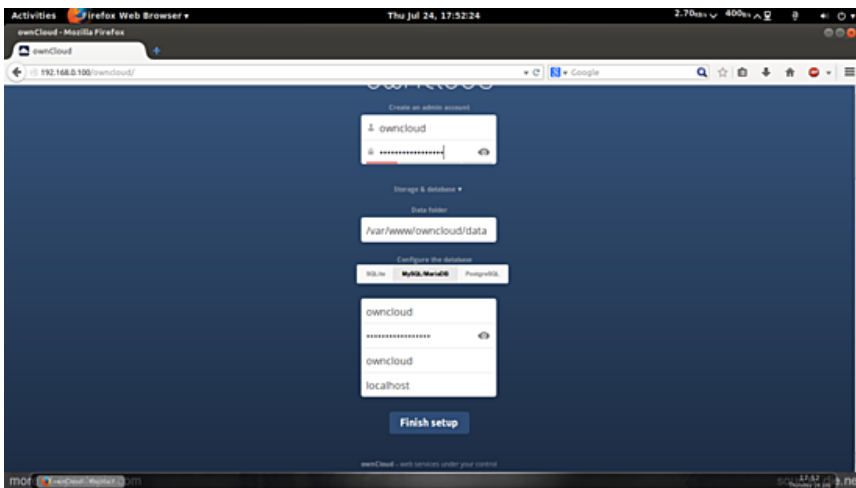 Activities Firefox Web Browser ▾ Thu Jul 24, 17:52:24
ownCloud - Mozilla Firefox
ownCloud +
192.168.0.100/owncloud/ Google
Create an admin account
owncloud
Storage & database ▾
Data folder
/var/www/owncloud/data
Configure the database
SQLite MySQL/MariaDB PostgreSQL
owncloud
owncloud
localhost
Finish setup
ownCloud – web services under your control